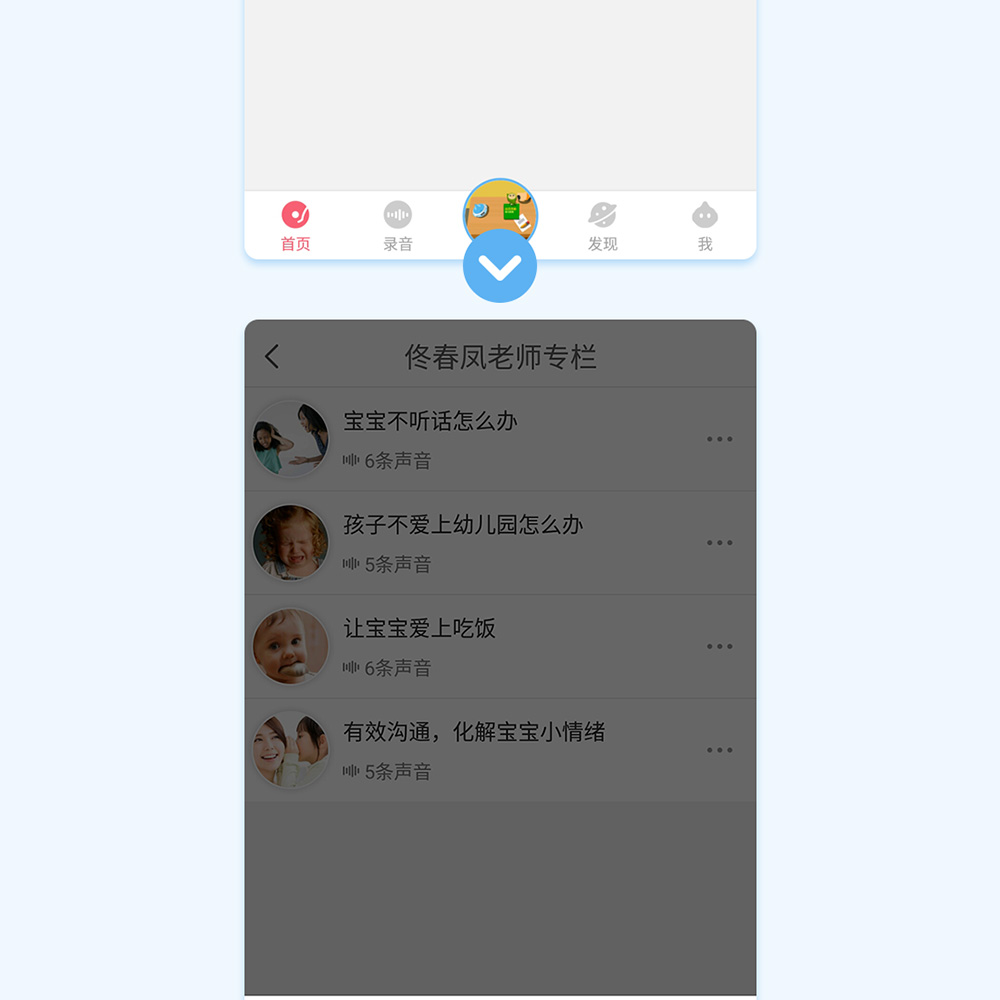 首页
录音
发现
我
佟春凤老师专栏
宝宝不听话怎么办
6条声音
孩子不爱上幼儿园怎么办
5条声音
让宝宝爱上吃饭
6条声音
有效沟通，化解宝宝小情绪
5条声音